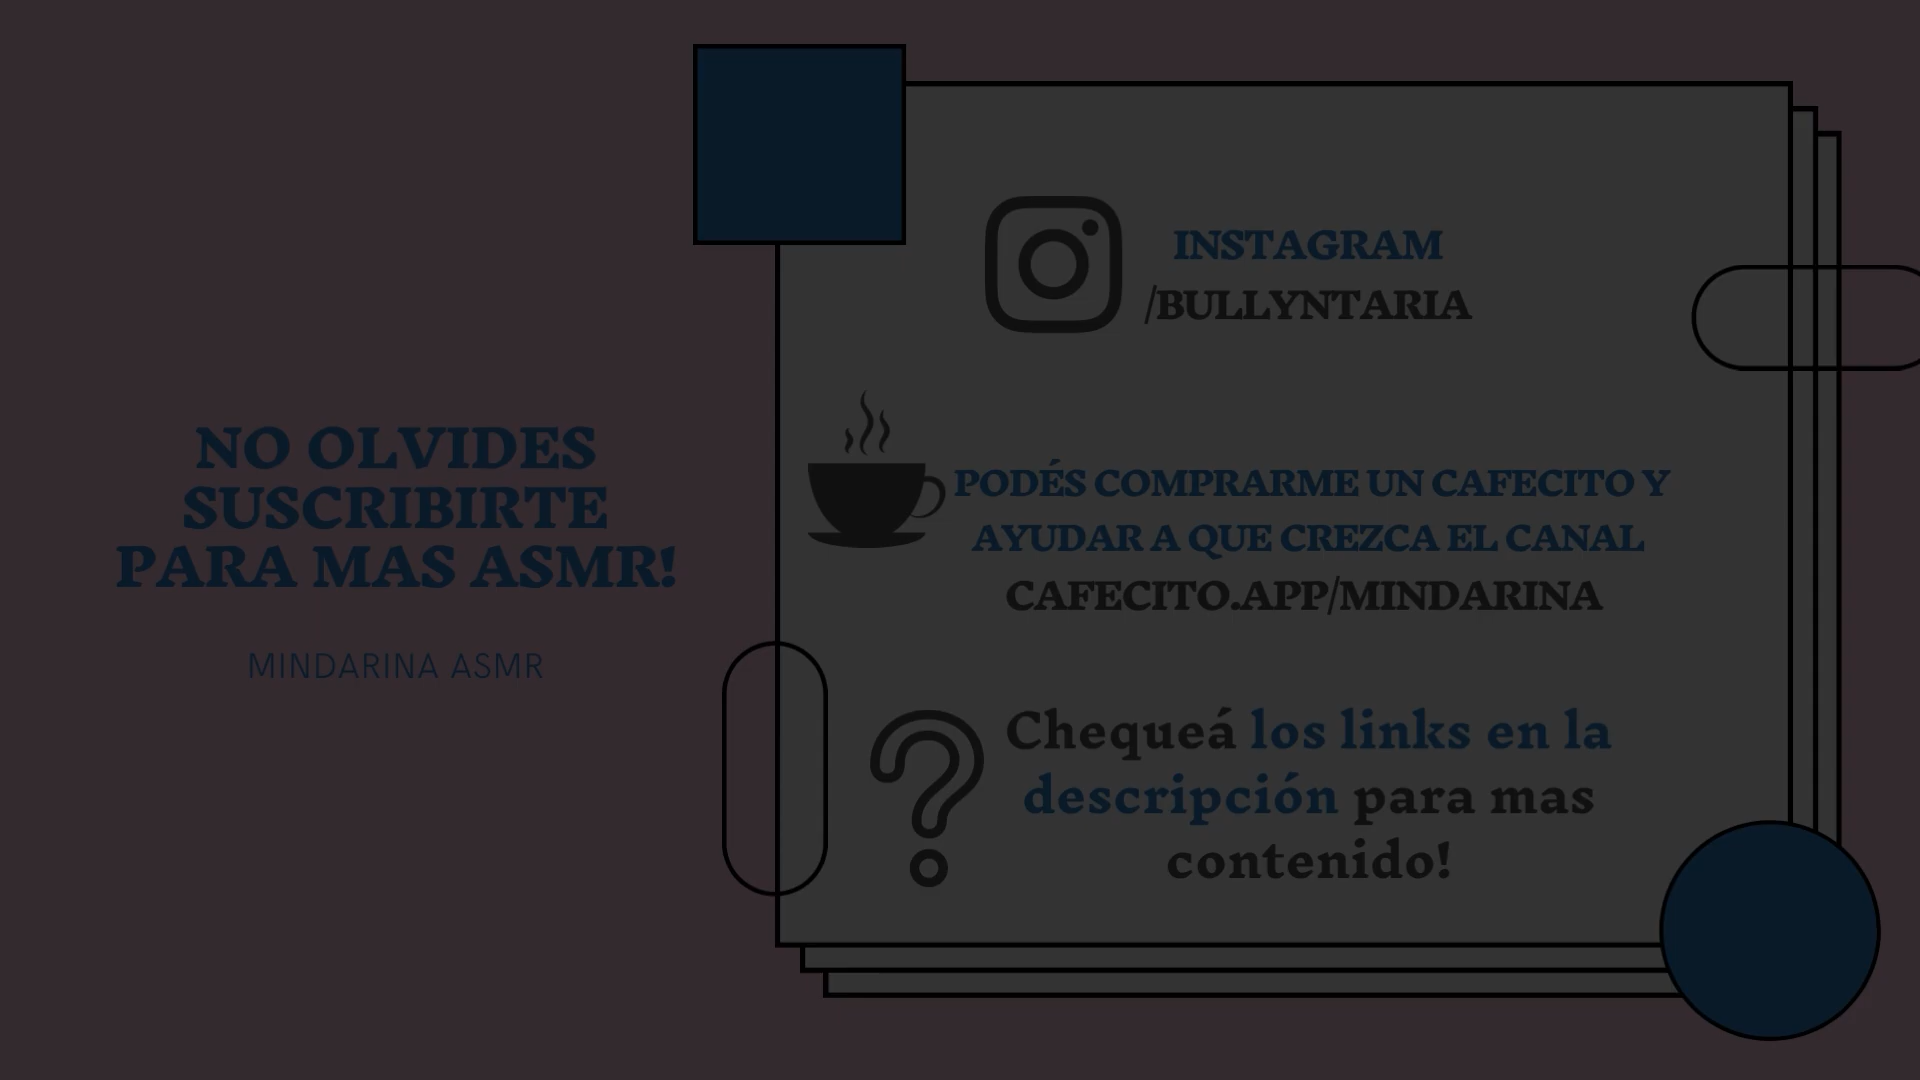 NO OLVIDES
SUSCRIBIRTE
PARA MAS ASMR!
MINDARINA ASMR
INSTAGRAM
/BULLYNTARIA
PODÉS COMPRARME UN CAFECITO Y
AYUDAR A QUE CREZCA EL CANAL
CAFECITO.APP/MINDARINA
Chequeá los links en la
descripción para mas
contenido!